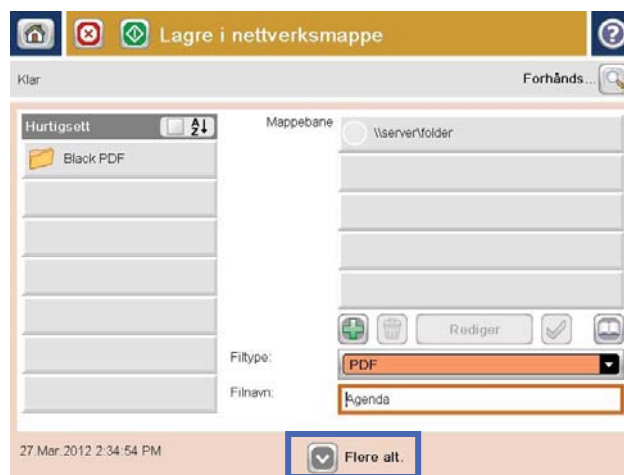 Lagre i nettverksmappe
Klar
Forhånds...
Hurtigsett
Black PDF
Mappebane
\\server\folder
Rediger
Filtype:
PDF
Filnavn:
Agenda
27 Mar 2012 2:34:54 PM
Flere alt.